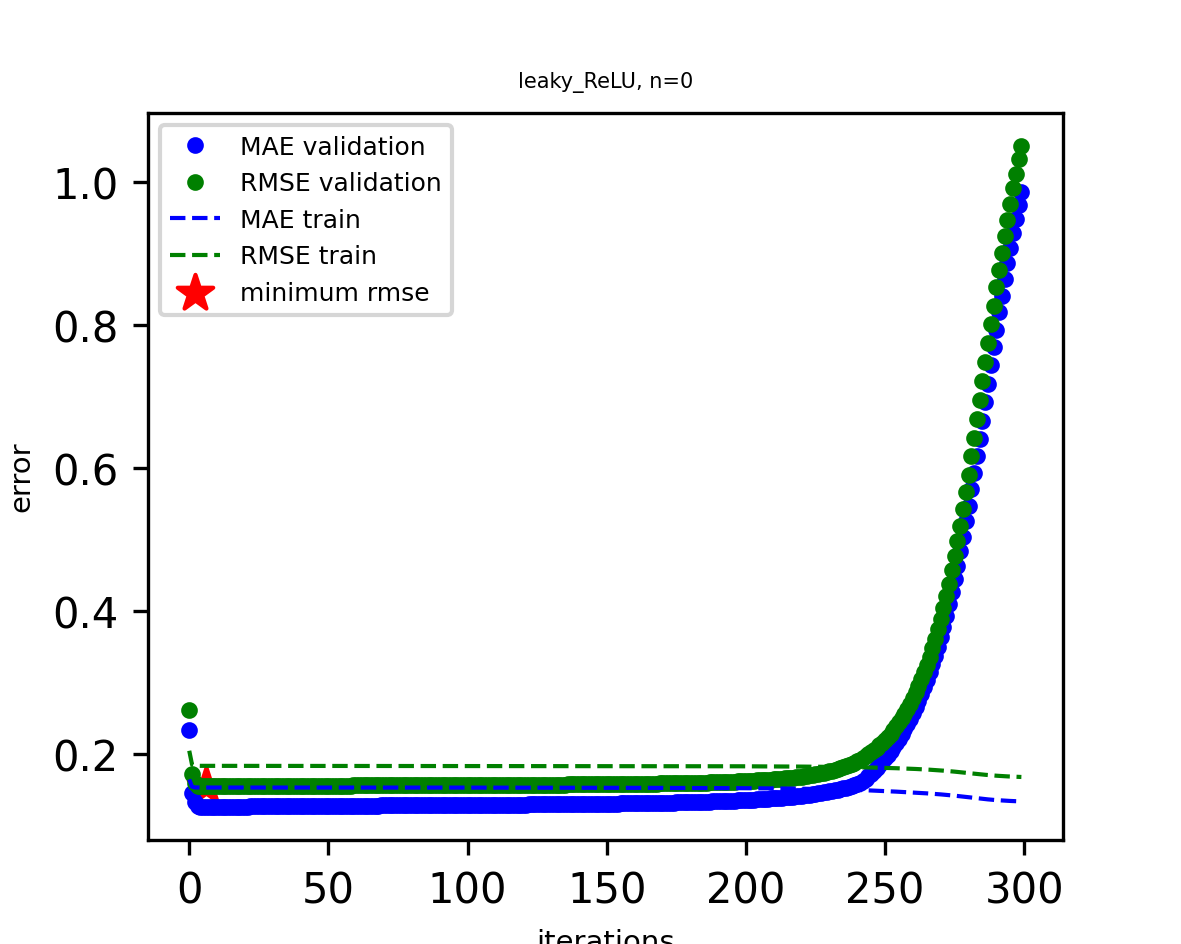 leaky_ReLU, n=0
MAE validation
RMSE validation
MAE train
RMSE train
minimum rmse
error
1.0
0.8
0.6
0.4
0.2
0 50 100 150 200 250 300
iterations